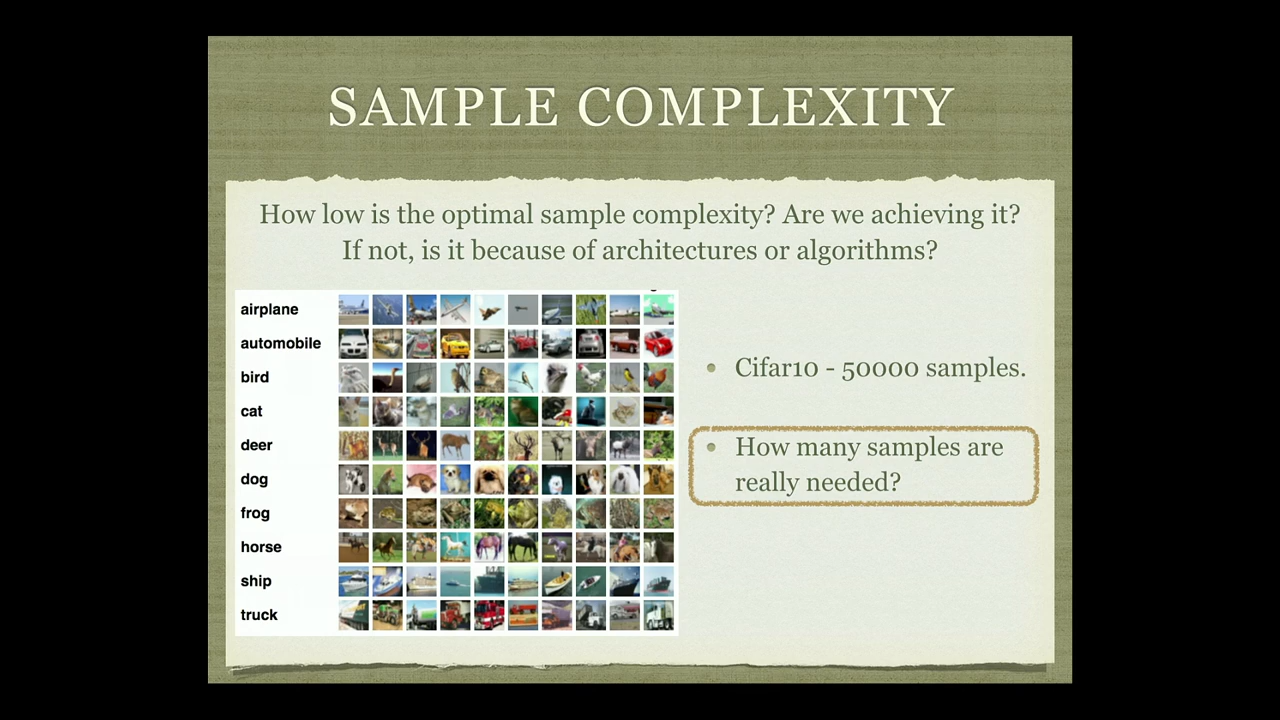 SAMPLE COMPLEXITY
How low is the optimal sample complexity? Are we achieving it?
If not, is it because of architectures or algorithms?
airplane
automobile
bird
cat
deer
dog
frog
horse
ship
truck
• Cifar10 - 50000 samples.
• How many samples are
really needed?